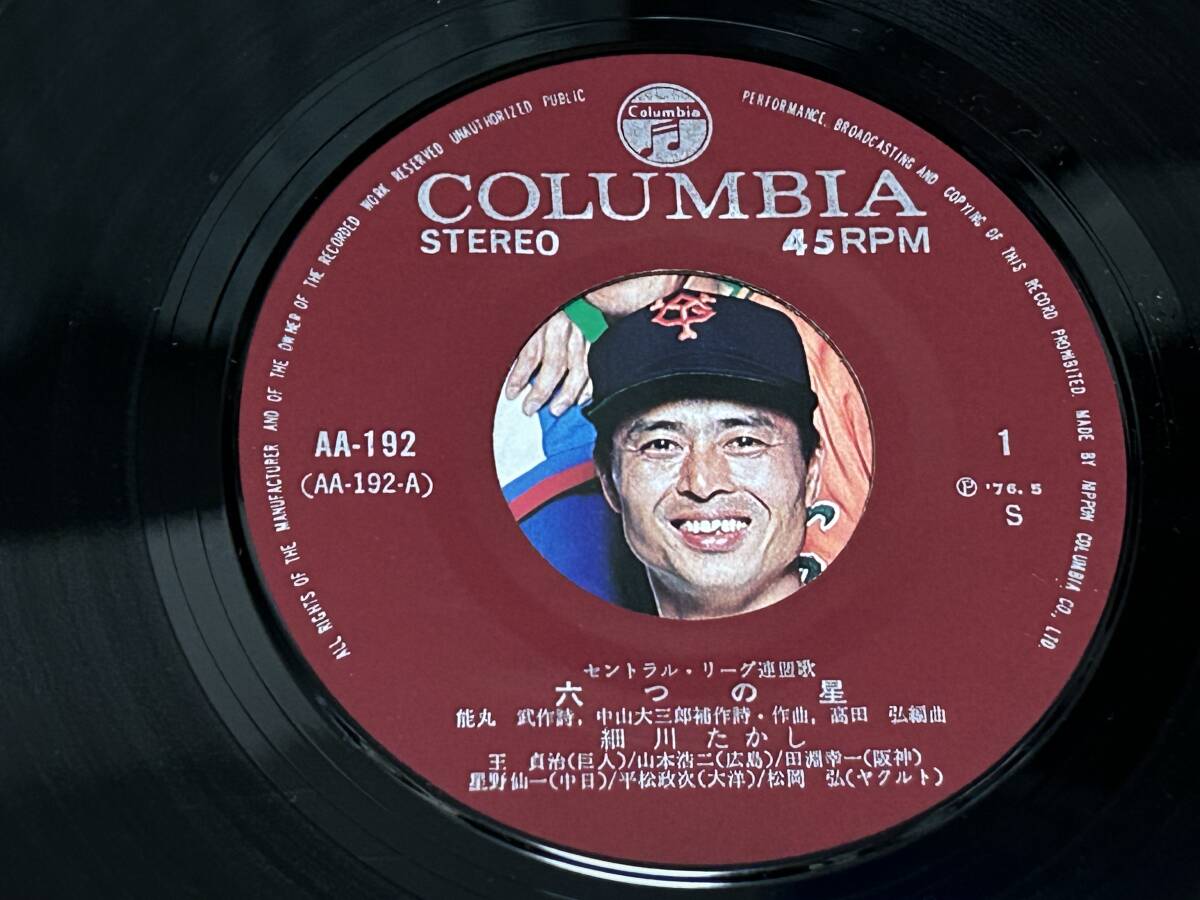 Columbia
COLUMBIA
STEREO 45RPM
ALL RIGHTS OF THE MANUFACTURER AND OF THE OWNER OF THE RECORDED WORK RESERVED UNAUTHORIZED PUBLIC PERFORMANCE, BROADCASTING AND COPYING OF THIS RECORD PROHIBITED. MADE BY NIPPON COLUMBIA CO., LTD.
AA-192
(AA-192-A)
1
Ⓟ '76.5
S
セントラル・リーグ連盟歌
六つの星
能丸 武作詩, 中山大三郎補作詩・作曲, 高田 弘編曲
細川たかし
王 貞治(巨人)/山本浩二(広島)/田淵幸一(阪神)
星野仙一(中日)/平松政次(大洋)/松岡 弘(ヤクルト)